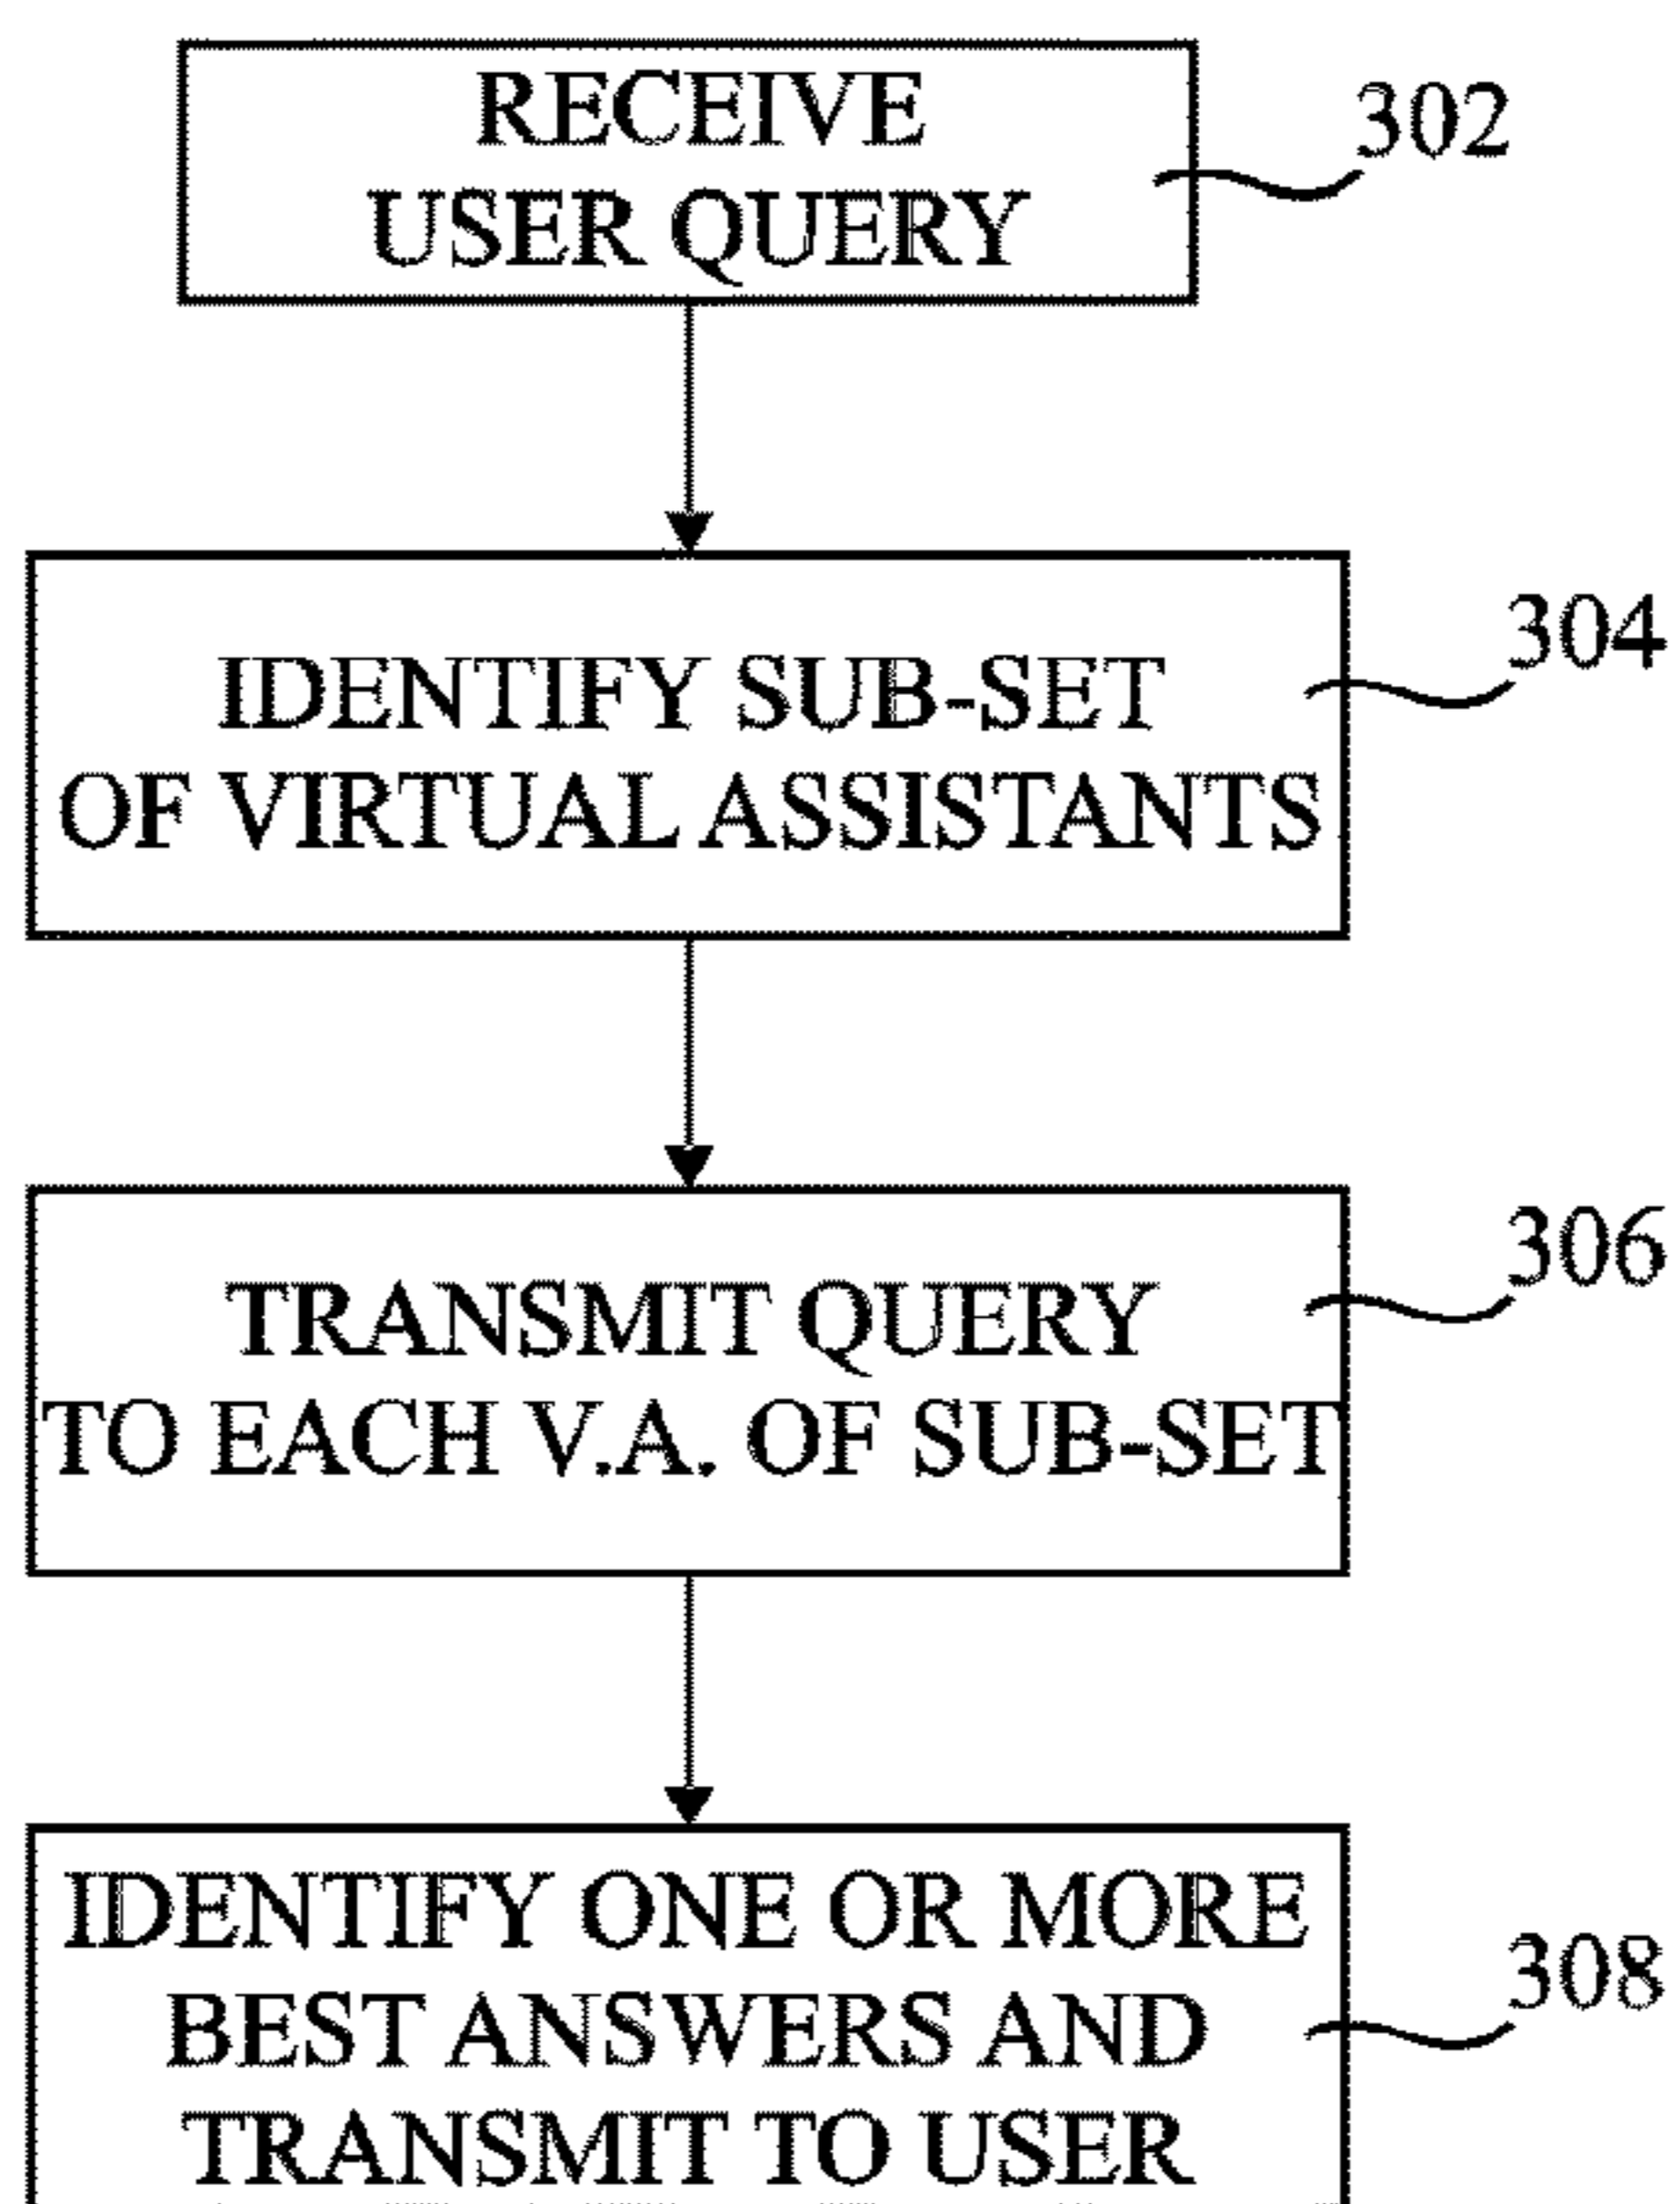 RECEIVE
USER QUERY
302
IDENTIFY SUB-SET
OF VIRTUAL ASSISTANTS
304
TRANSMIT QUERY
TO EACH V.A. OF SUB-SET
306
IDENTIFY ONE OR MORE
BEST ANSWERS AND
TRANSMIT TO USER
308